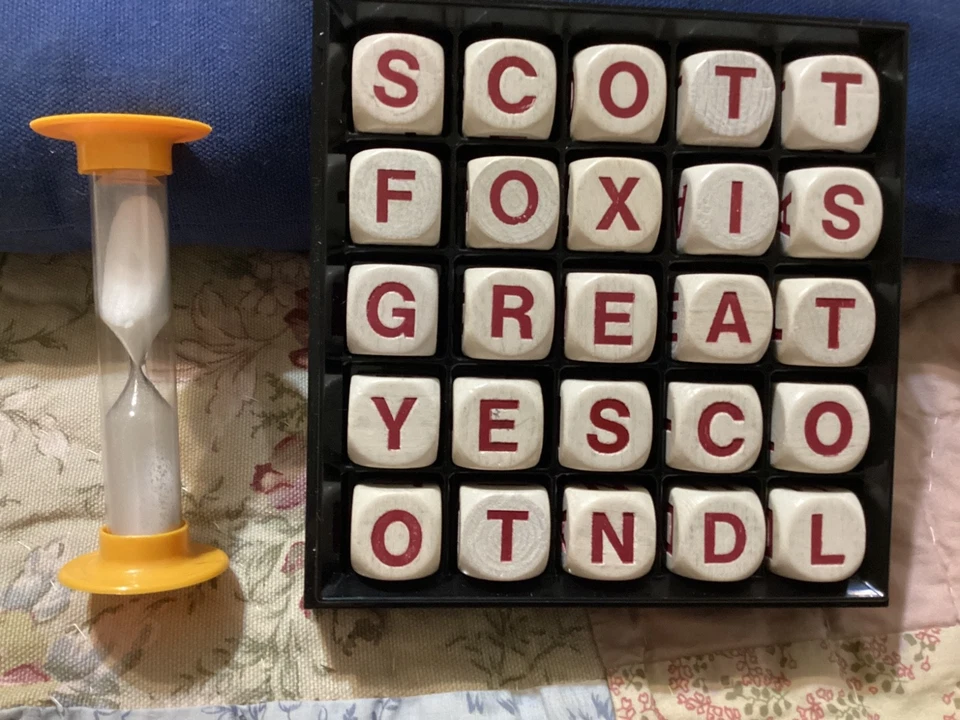 SCOTT
FOXIS
GREAT
YESCO
OTNDL